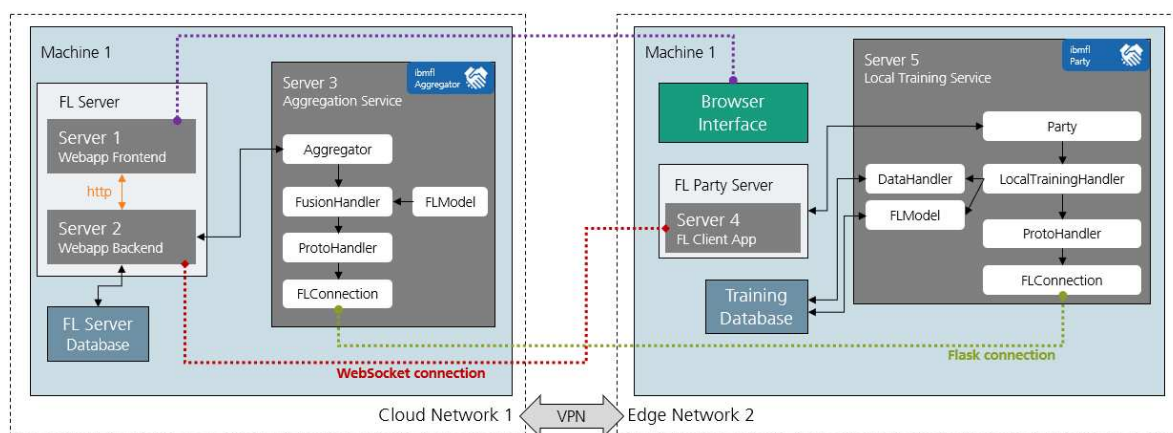 Machine 1
FL Server
Server 1
Webapp Frontend
http
Server 2
Webapp Backend
FL Server
Database
Server 3
Aggregation Service
ibmfl
Aggregator
Aggregator
FusionHandler
FLModel
ProtoHandler
FLConnection
WebSocket connection
Cloud Network 1
VPN
Edge Network 2
Machine 1
Browser
Interface
FL Party Server
Server 4
FL Client App
Training
Database
Server 5
Local Training Service
ibmfl
Party
Party
DataHandler
LocalTrainingHandler
FLModel
ProtoHandler
FLConnection
Flask connection